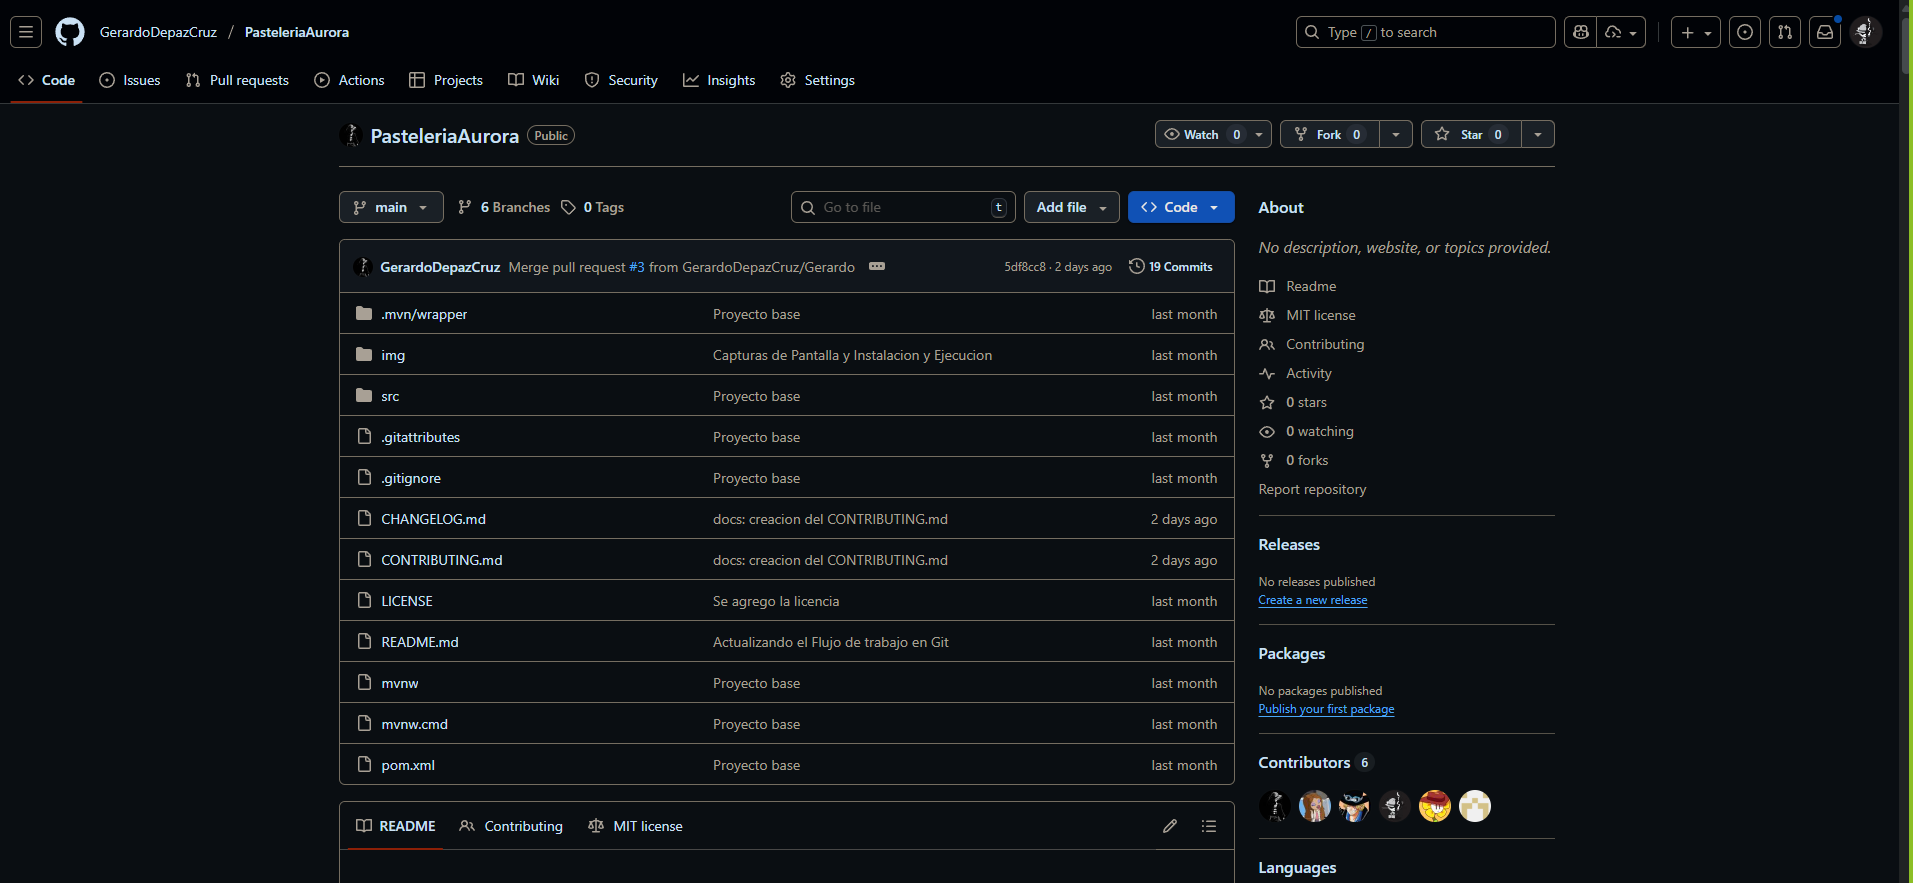 GerardoDepazCruz / PasteleriaAurora
Type / to search
Code Issues Pull requests Actions Projects Wiki Security Insights Settings
PasteleriaAurora Public
Watch 0 Fork 0 Star 0
main 6 Branches 0 Tags
Go to file t Add file Code
GerardoDepazCruz Merge pull request #3 from GerardoDepazCruz/Gerardo 5df8cc8 · 2 days ago 19 Commits
.mvn/wrapper Proyecto base last month
img Capturas de Pantalla y Instalacion y Ejecucion last month
src Proyecto base last month
.gitattributes Proyecto base last month
.gitignore Proyecto base last month
CHANGELOG.md docs: creacion del CONTRIBUTING.md 2 days ago
CONTRIBUTING.md docs: creacion del CONTRIBUTING.md 2 days ago
LICENSE Se agrego la licencia last month
README.md Actualizando el Flujo de trabajo en Git last month
mvnw Proyecto base last month
mvnw.cmd Proyecto base last month
pom.xml Proyecto base last month
README Contributing MIT license
About
No description, website, or topics provided.
Readme
MIT license
Contributing
Activity
0 stars
0 watching
0 forks
Report repository
Releases
No releases published
Create a new release
Packages
No packages published
Publish your first package
Contributors 6
Languages